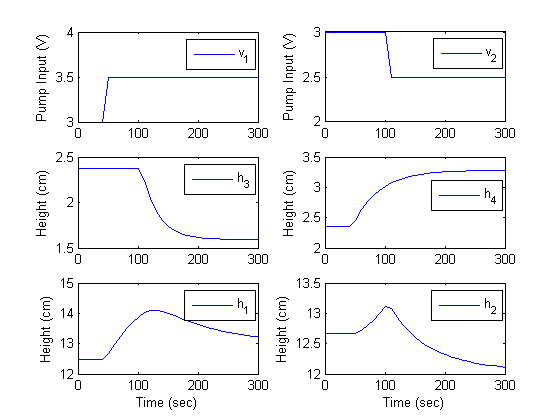 4
3.5
3
Pump Input (V)
v1
0 100 200 300
3
2.5
2
Pump Input (V)
v2
0 100 200 300
2.5
2
1.5
Height (cm)
h3
0 100 200 300
3.5
3
2.5
2
Height (cm)
h4
0 100 200 300
15
14
13
12
Height (cm)
h1
0 100 200 300
Time (sec)
13.5
13
12.5
12
Height (cm)
h2
0 100 200 300
Time (sec)